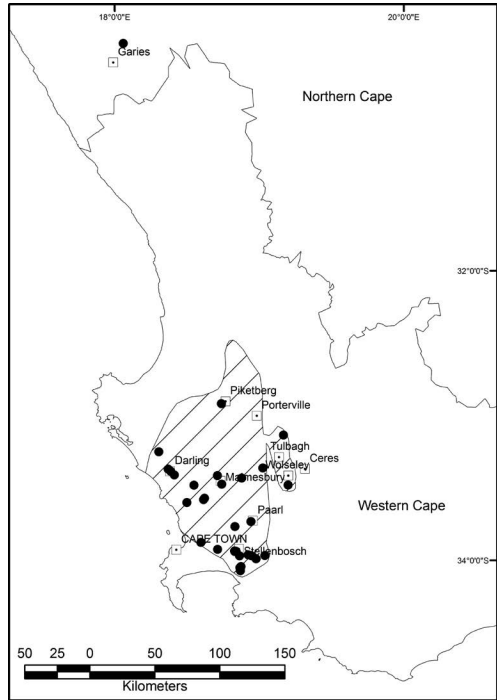 18°0'0"E 20°0'0"E
Garies
Northern Cape
32°0'0"S
Piketberg
Porterville
Tulbagh
Wolseley Ceres
Darling
Malmesbury
Western Cape
Paarl
CAPE TOWN
Stellenbosch
34°0'0"S
50 25 0 50 100 150
Kilometers